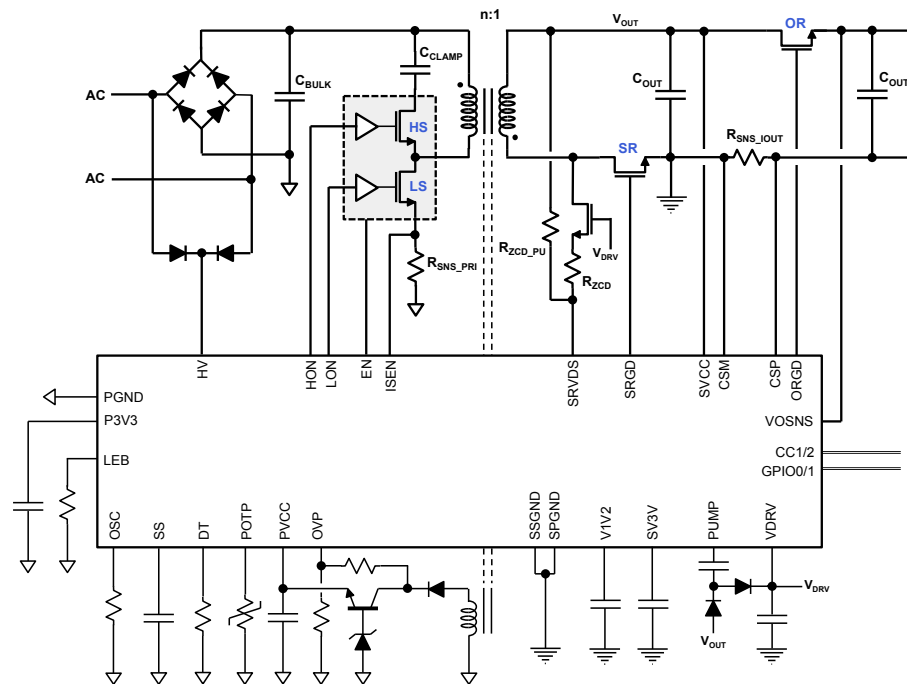 n:1
VOUT
OR
AC
CBULK
CCLAMP
COUT
COUT
HS
SR
RSNS_IOUT
AC
LS
RZCD_PU
VDRV
RSNS_PRI
RZCD
HV
HON
LON
EN
ISEN
SRVDS
SRGD
SVCC
CSM
CSP
ORGD
PGND
P3V3
VOSNS
LEB
CC1/2
GPIO0/1
OSC
SS
DT
POTP
PVCC
OVP
SSGND
SPGND
V1V2
SV3V
PUMP
VDRV
VDRV
VOUT